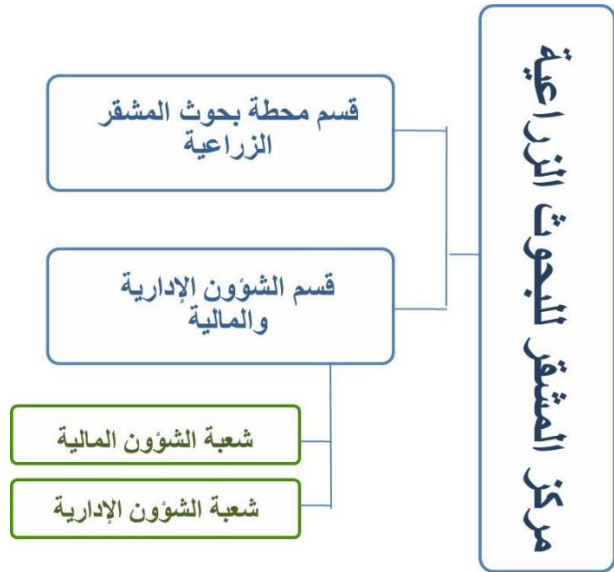 مركز المشقر للبحوث الزراعية
قسم محطة بحوث المشقر
الزراعية
قسم الشؤون الإدارية
والمالية
شعبة الشؤون المالية
شعبة الشؤون الإدارية